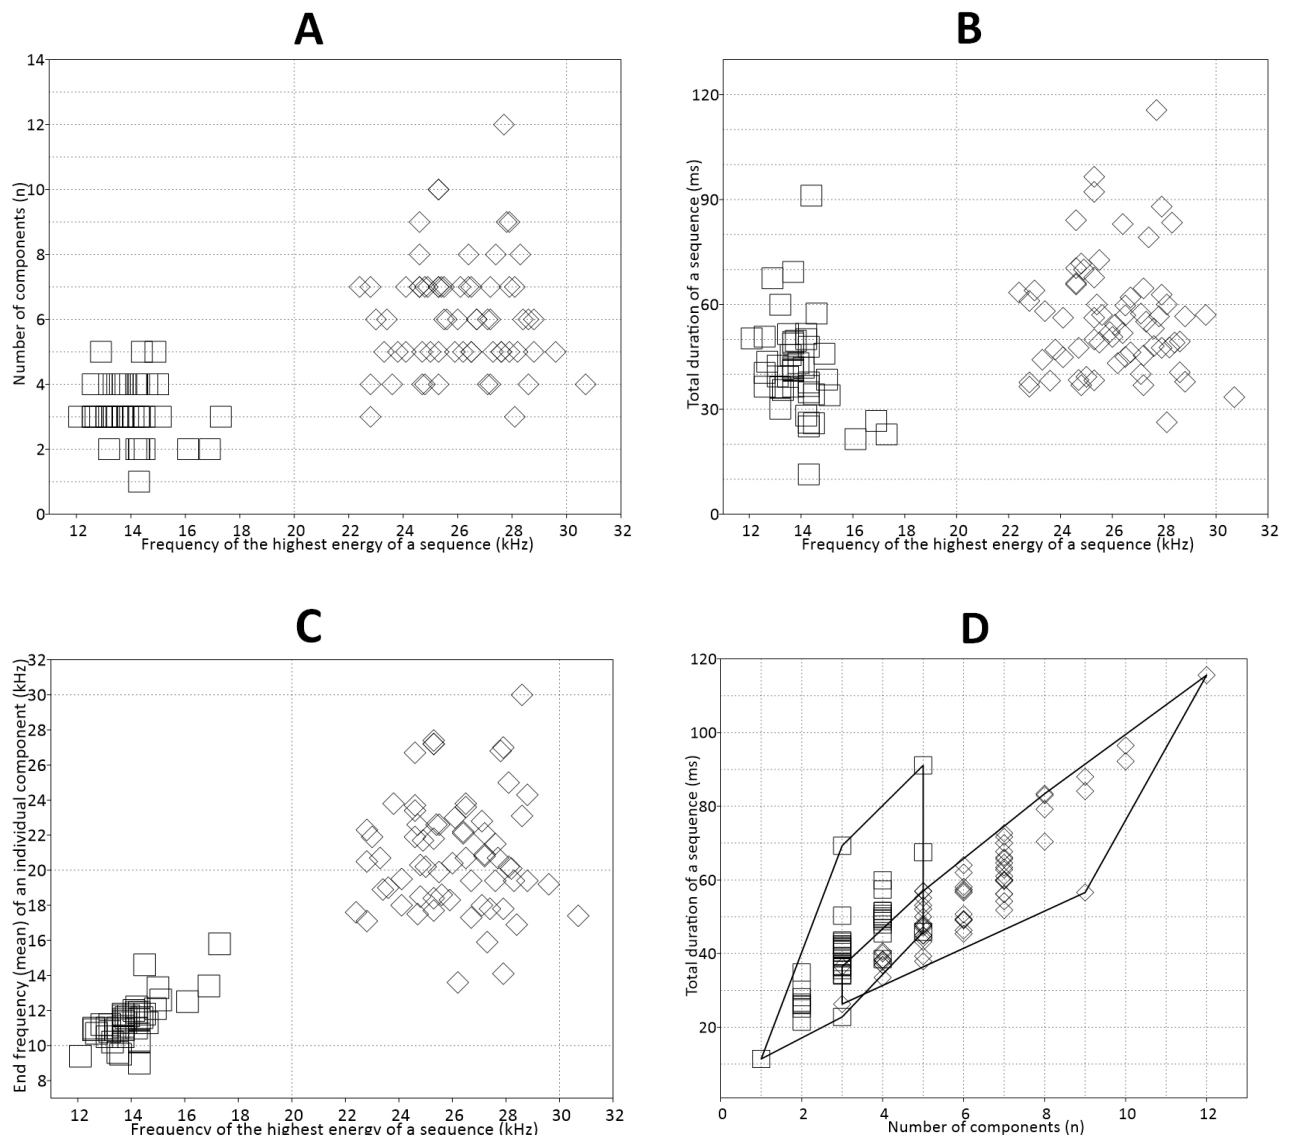 A
Number of components (n)
14
12
10
8
6
4
2
0
12 14 16 18 20 22 24 26 28 30 32
Frequency of the highest energy of a sequence (kHz)
B
Total duration of a sequence (ms)
120
90
60
30
0
12 14 16 18 20 22 24 26 28 30 32
Frequency of the highest energy of a sequence (kHz)
C
End frequency (mean) of an individual component (kHz)
32
30
28
26
24
22
20
18
16
14
12
10
8
12 14 16 18 20 22 24 26 28 30 32
Frequency of the highest energy of a sequence (kHz)
D
Total duration of a sequence (ms)
120
100
80
60
40
20
0 2 4 6 8 10 12
Number of components (n)